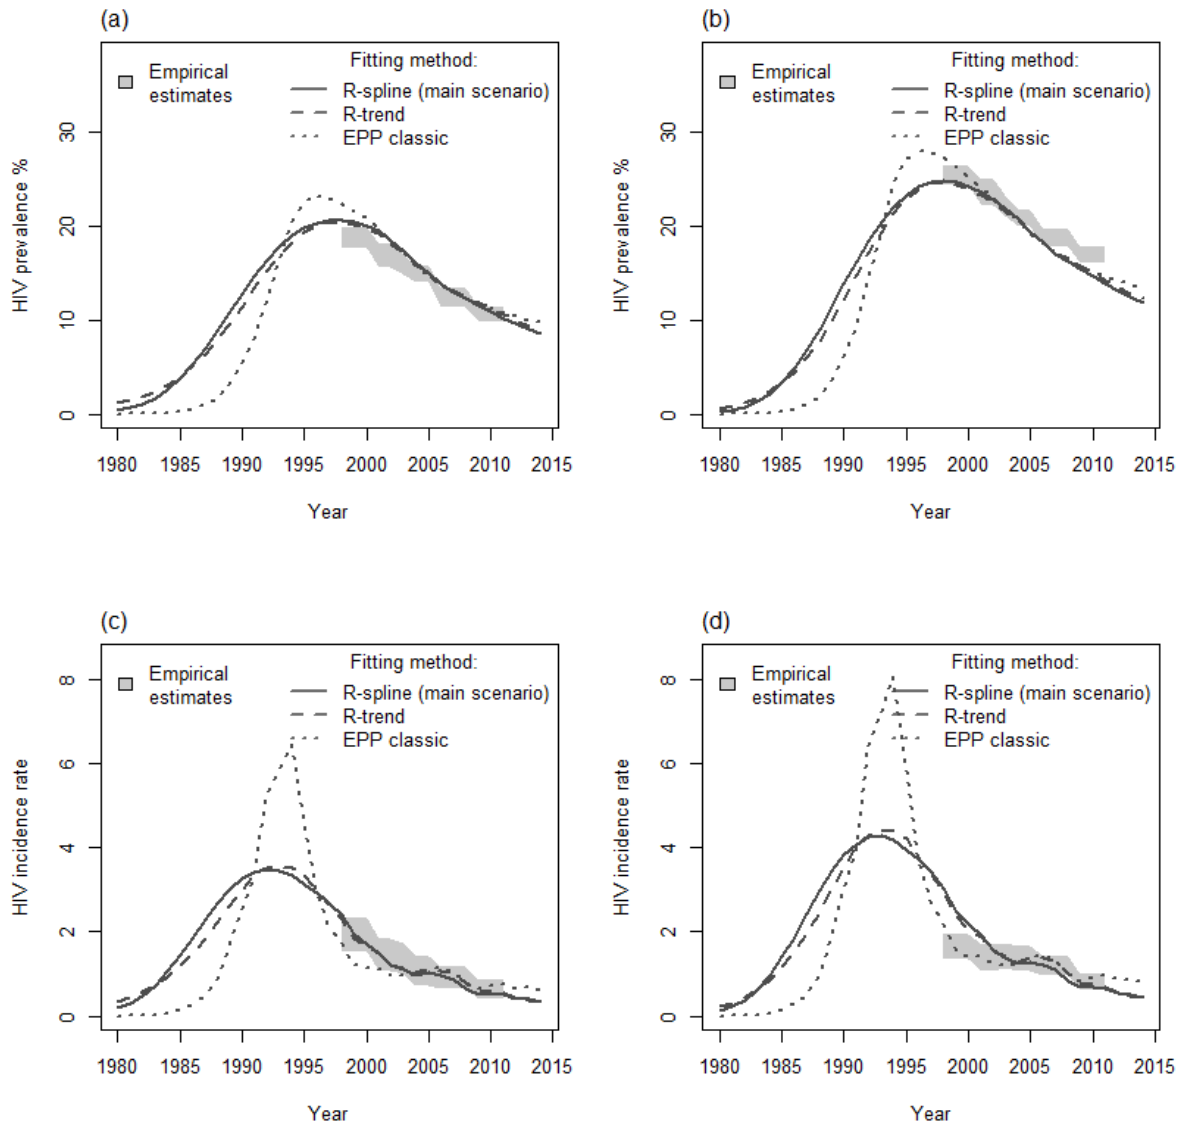 (a)
Empirical
estimates
Fitting method:
R-spline (main scenario)
R-trend
EPP classic
HIV prevalence %
30
20
10
0
1980 1985 1990 1995 2000 2005 2010 2015
Year
(b)
Empirical
estimates
Fitting method:
R-spline (main scenario)
R-trend
EPP classic
HIV prevalence %
30
20
10
0
1980 1985 1990 1995 2000 2005 2010 2015
Year
(c)
Empirical
estimates
Fitting method:
R-spline (main scenario)
R-trend
EPP classic
HIV incidence rate
8
6
4
2
0
1980 1985 1990 1995 2000 2005 2010 2015
Year
(d)
Empirical
estimates
Fitting method:
R-spline (main scenario)
R-trend
EPP classic
HIV incidence rate
8
6
4
2
0
1980 1985 1990 1995 2000 2005 2010 2015
Year